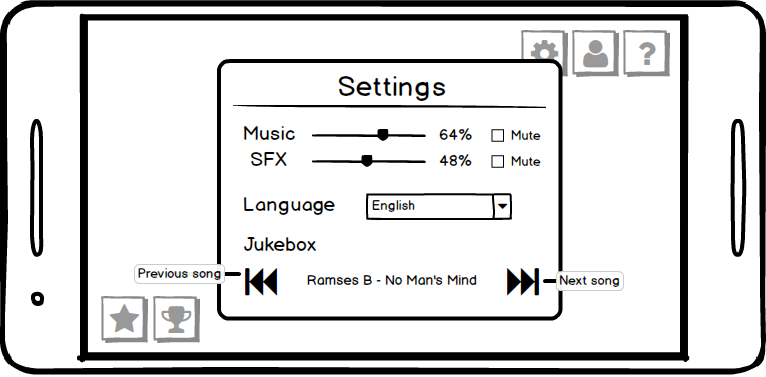 ?
Settings
Music 64% Mute
SFX 48% Mute
Language English
Jukebox
Previous song
Ramses B - No Man's Mind
Next song